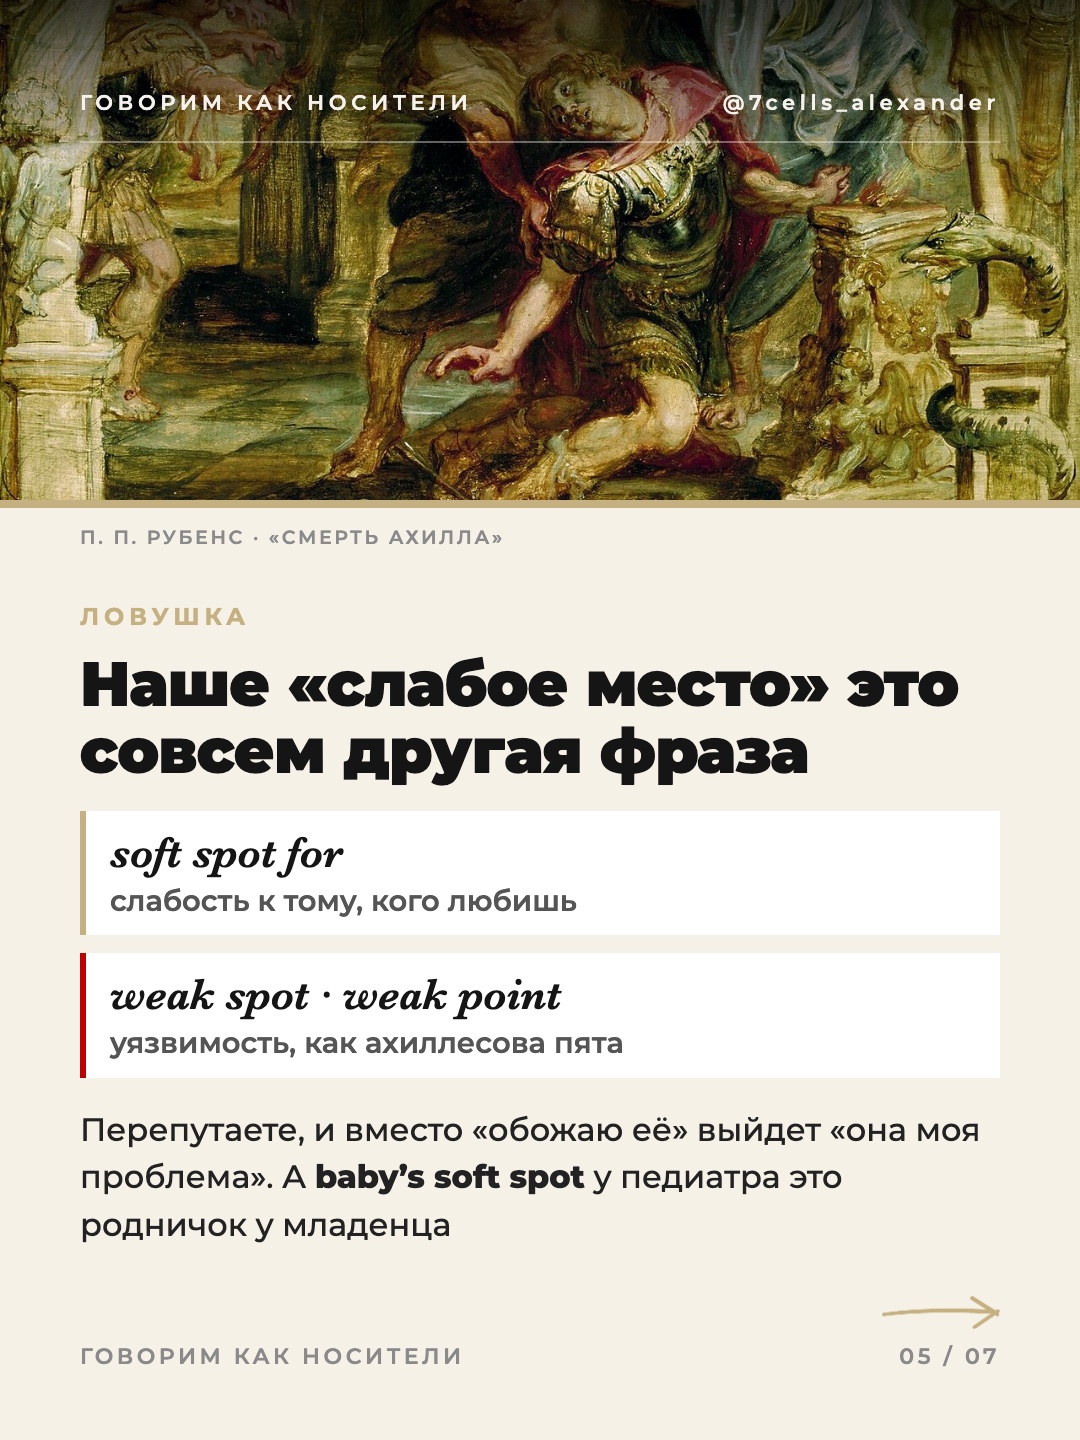 ГОВОРИМ КАК НОСИТЕЛИ
@7cells_alexander
П. П. РУБЕНС · «СМЕРТЬ АХИЛЛА»
ЛОВУШКА
Наше «слабое место» это
совсем другая фраза
soft spot for
слабость к тому, кого любишь
weak spot · weak point
уязвимость, как ахиллесова пята
Перепутаете, и вместо «обожаю её» выйдет «она моя
проблема». А baby’s soft spot у педиатра это
родничок у младенца
ГОВОРИМ КАК НОСИТЕЛИ
05 / 07